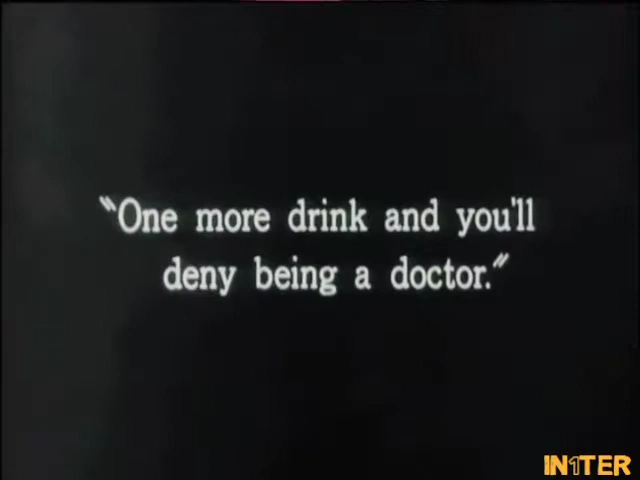 "One more drink and you'll
deny being a doctor."
IN1TER